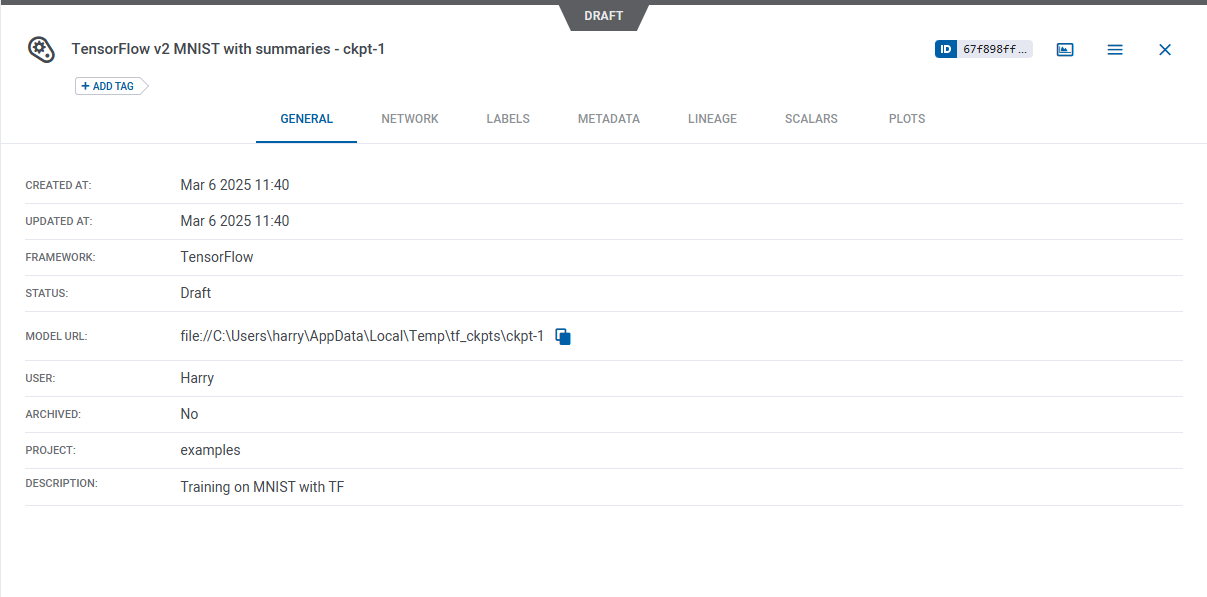 DRAFT
TensorFlow v2 MNIST with summaries - ckpt-1
ID 67f898ff...
+ ADD TAG
GENERAL NETWORK LABELS METADATA LINEAGE SCALARS PLOTS
CREATED AT: Mar 6 2025 11:40
UPDATED AT: Mar 6 2025 11:40
FRAMEWORK: TensorFlow
STATUS: Draft
MODEL URL: file://C:\Users\harry\AppData\Local\Temp\tf_ckpts\ckpt-1
USER: Harry
ARCHIVED: No
PROJECT: examples
DESCRIPTION: Training on MNIST with TF